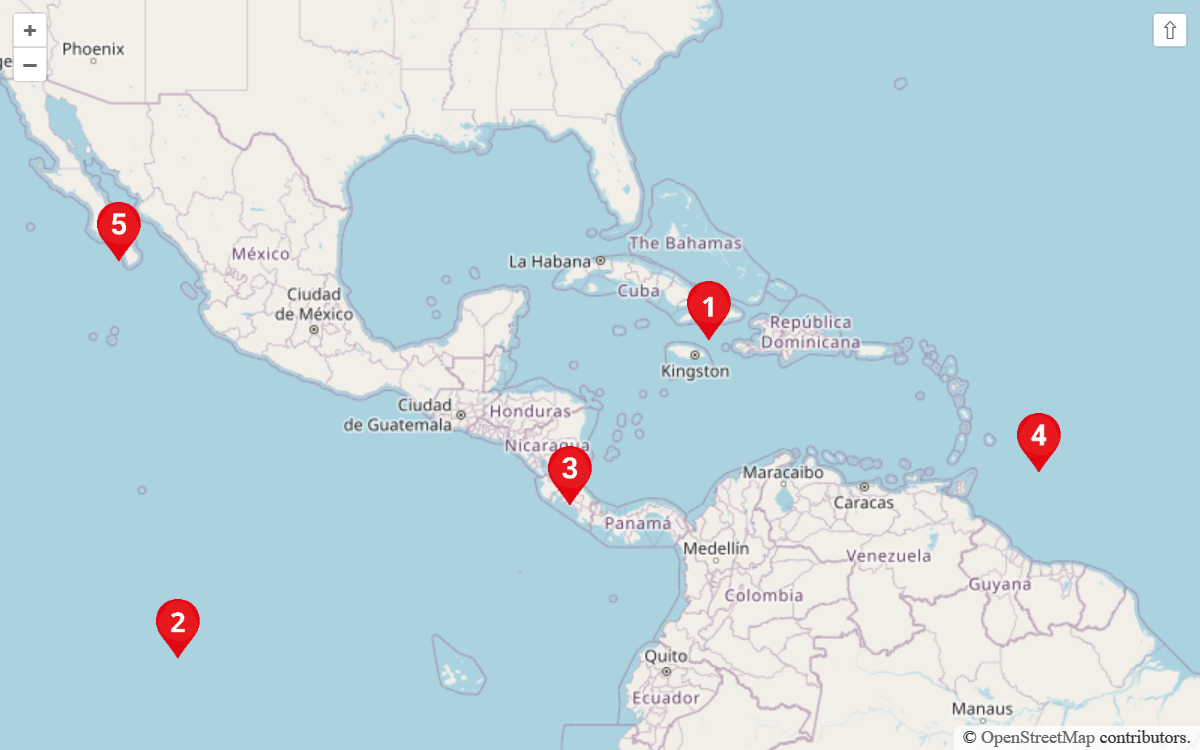 +
−
⇧
Phoenix
5
México
The Bahamas
La Habana
Cuba
Ciudad
de México
1
República
Dominicana
Kingston
Ciudad
de Guatemala
Honduras
Nicaragua
3
4
Maracaibo
Caracas
Panamá
Medellín
Venezuela
Guyana
Colombia
2
Quito
Ecuador
Manaus
© OpenStreetMap contributors.